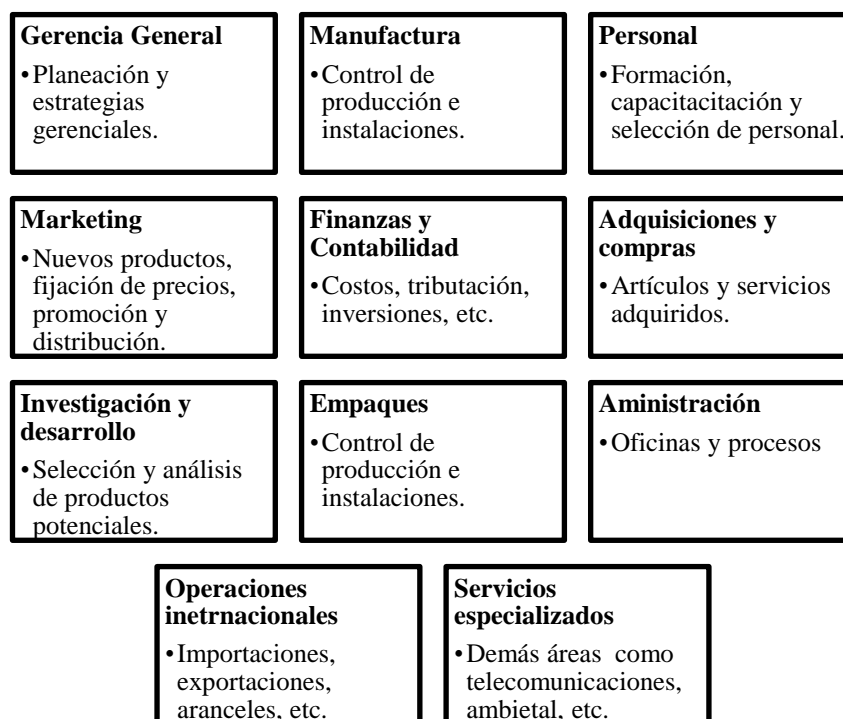 Gerencia General
•Planeación y
estrategias
gerenciales.
Manufactura
•Control de
producción e
instalaciones.
Personal
•Formación,
capacitacitación y
selección de personal.
Marketing
•Nuevos productos,
fijación de precios,
promoción y
distribución.
Finanzas y
Contabilidad
•Costos, tributación,
inversiones, etc.
Adquisiciones y
compras
•Artículos y servicios
adquiridos.
Investigación y
desarrollo
•Selección y análisis
de productos
potenciales.
Empaques
•Control de
producción e
instalaciones.
Aministración
•Oficinas y procesos
Operaciones
inetrnacionales
•Importaciones,
exportaciones,
aranceles, etc.
Servicios
especializados
•Demás áreas como
telecomunicaciones,
ambietal, etc.